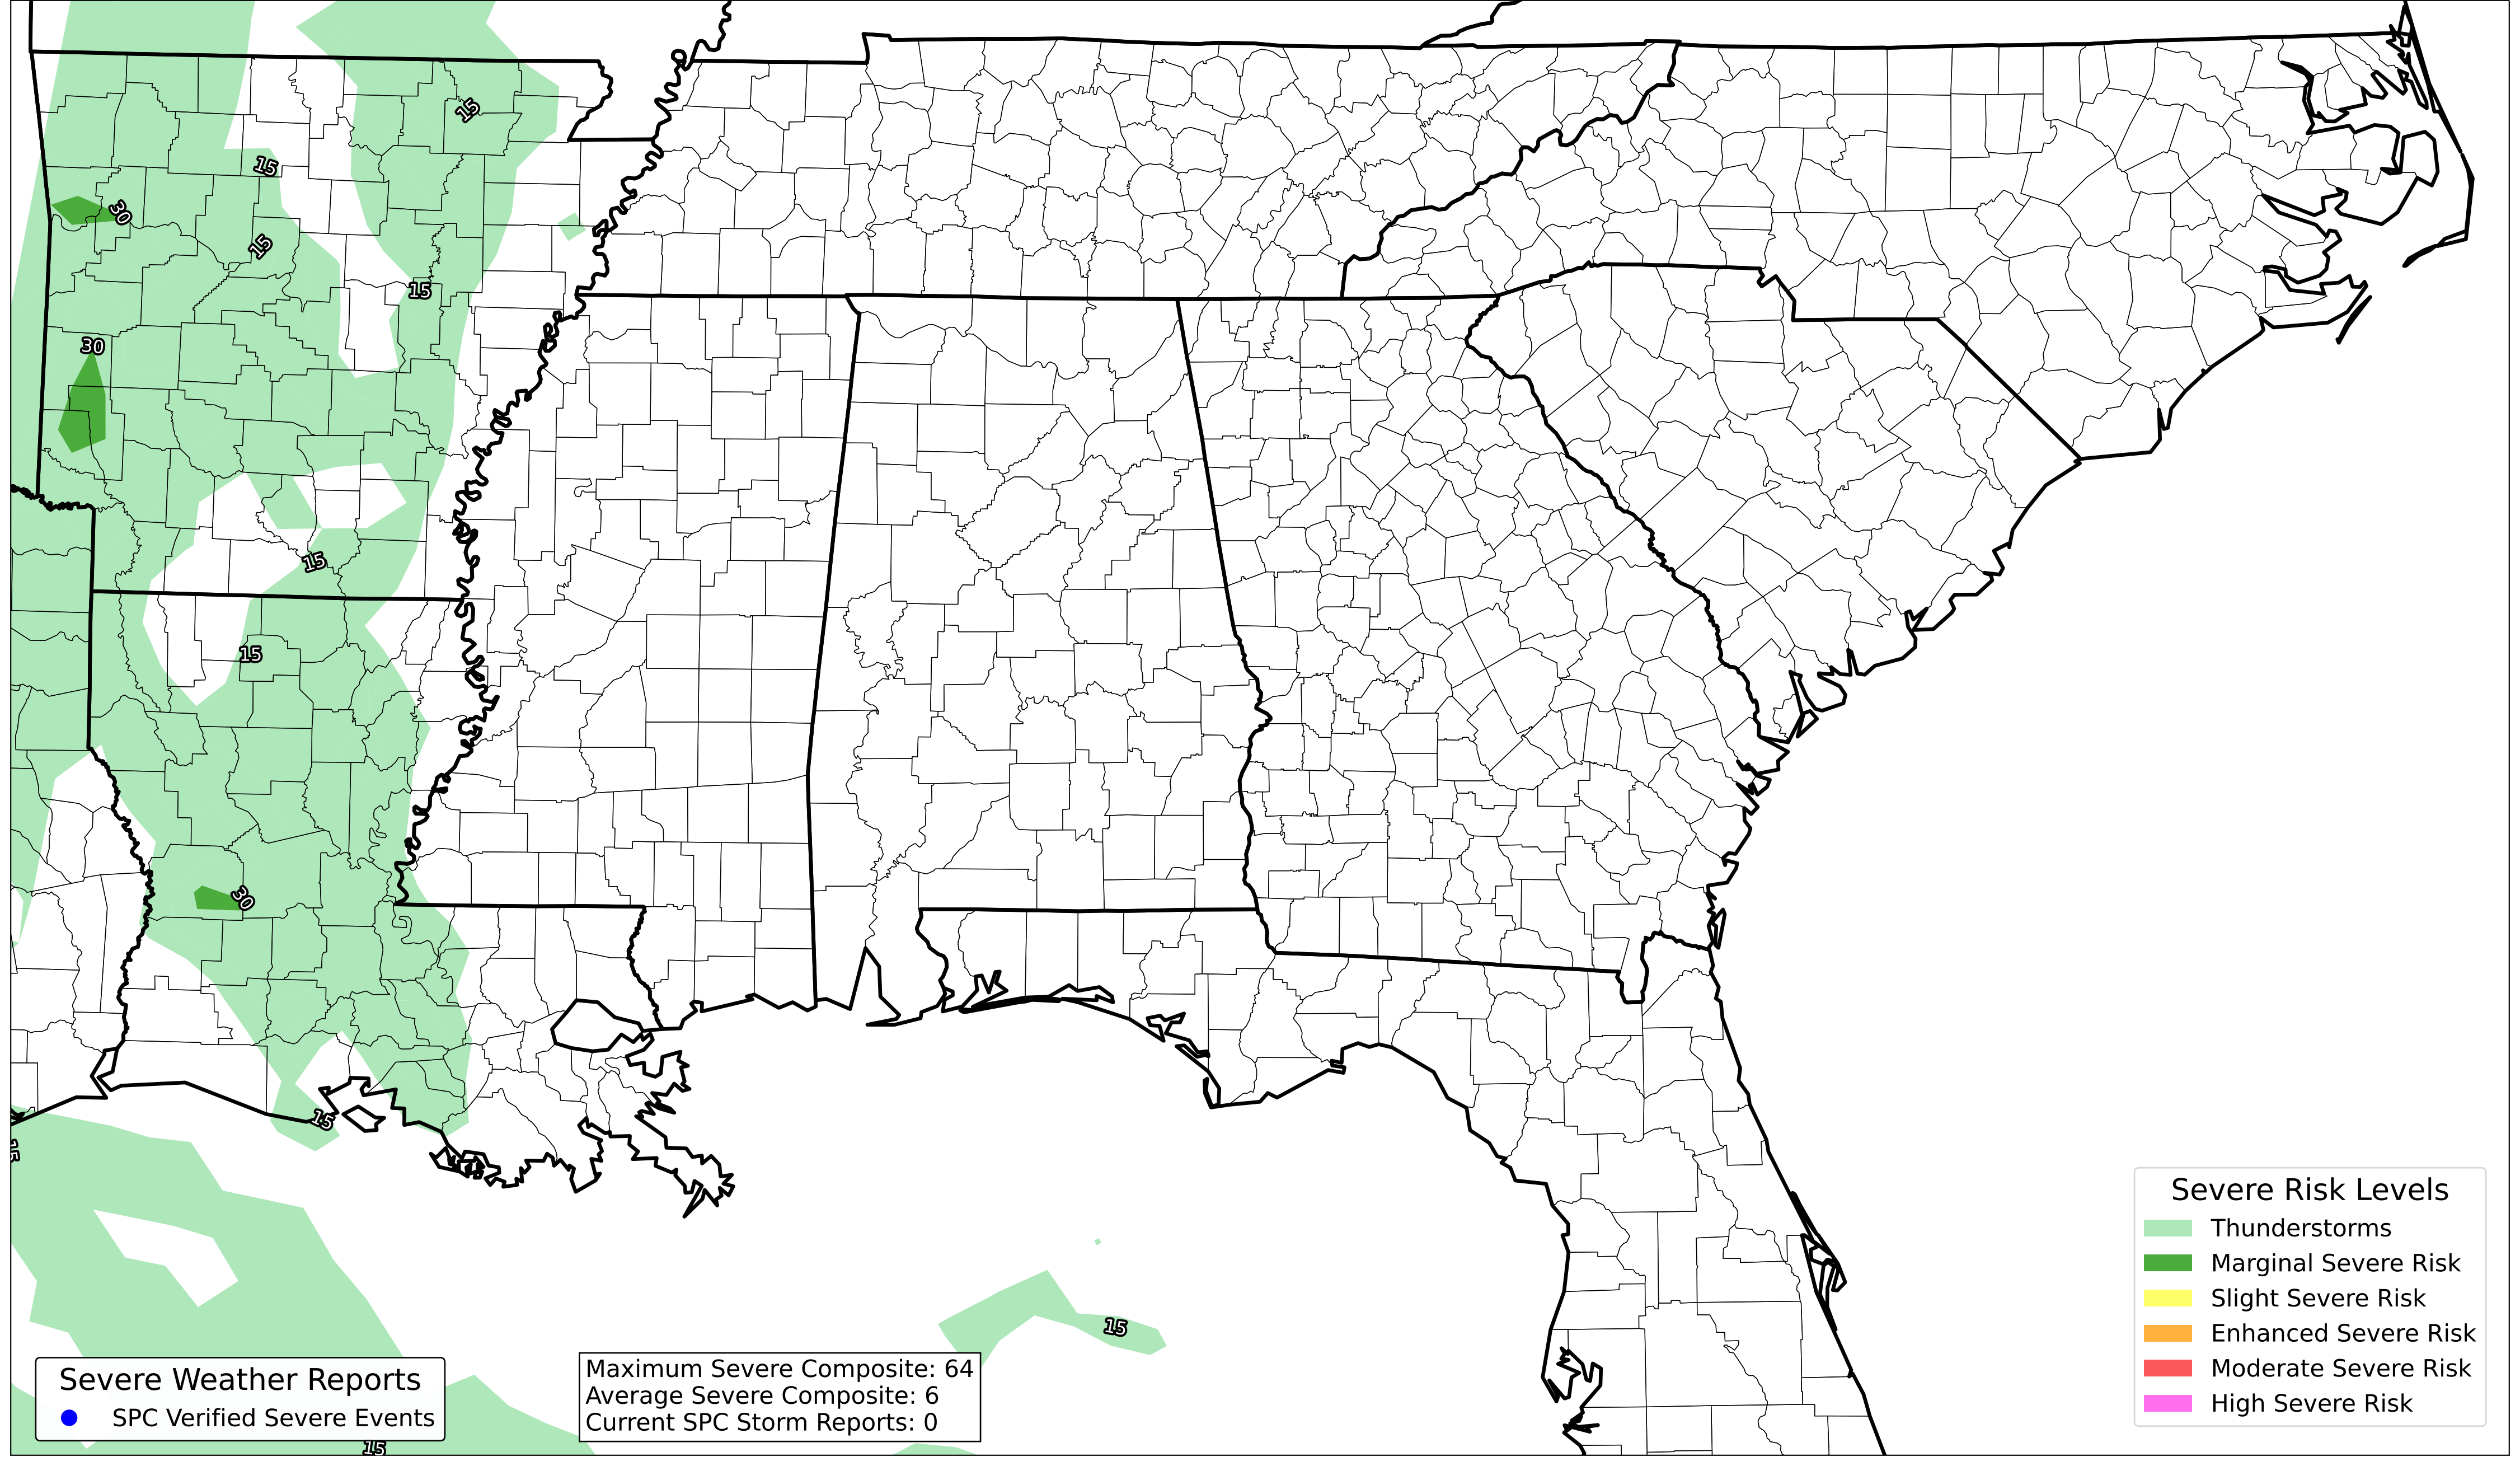 15
15
30
15
15
30
15
15
30
15
15
15
Severe Risk Levels
Thunderstorms
Marginal Severe Risk
Slight Severe Risk
Enhanced Severe Risk
Moderate Severe Risk
High Severe Risk
Severe Weather Reports
SPC Verified Severe Events
Maximum Severe Composite: 64
Average Severe Composite: 6
Current SPC Storm Reports: 0
15